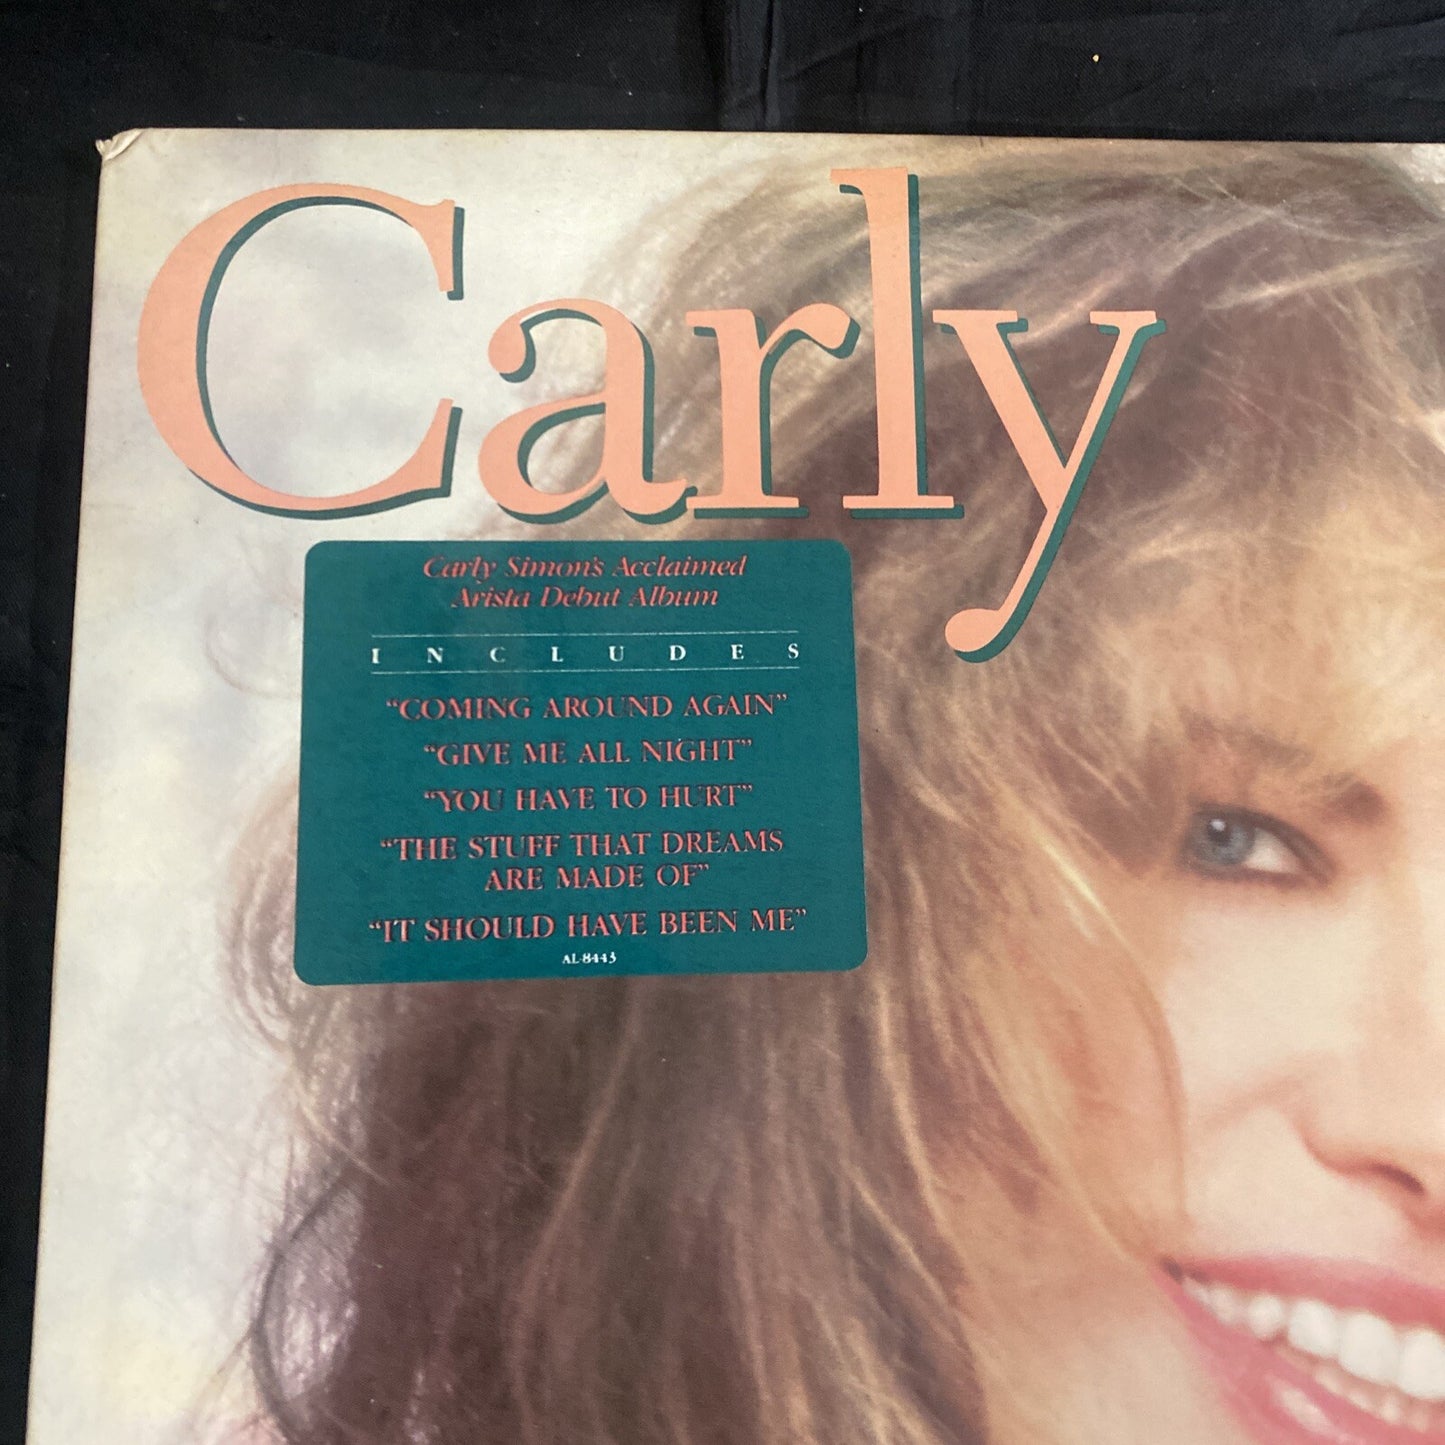 Carly
Carly Simon's Acclaimed
Arista Debut Album
INCLUDES
"COMING AROUND AGAIN"
"GIVE ME ALL NIGHT"
"YOU HAVE TO HURT"
"THE STUFF THAT DREAMS
ARE MADE OF"
"IT SHOULD HAVE BEEN ME"
AL-8443